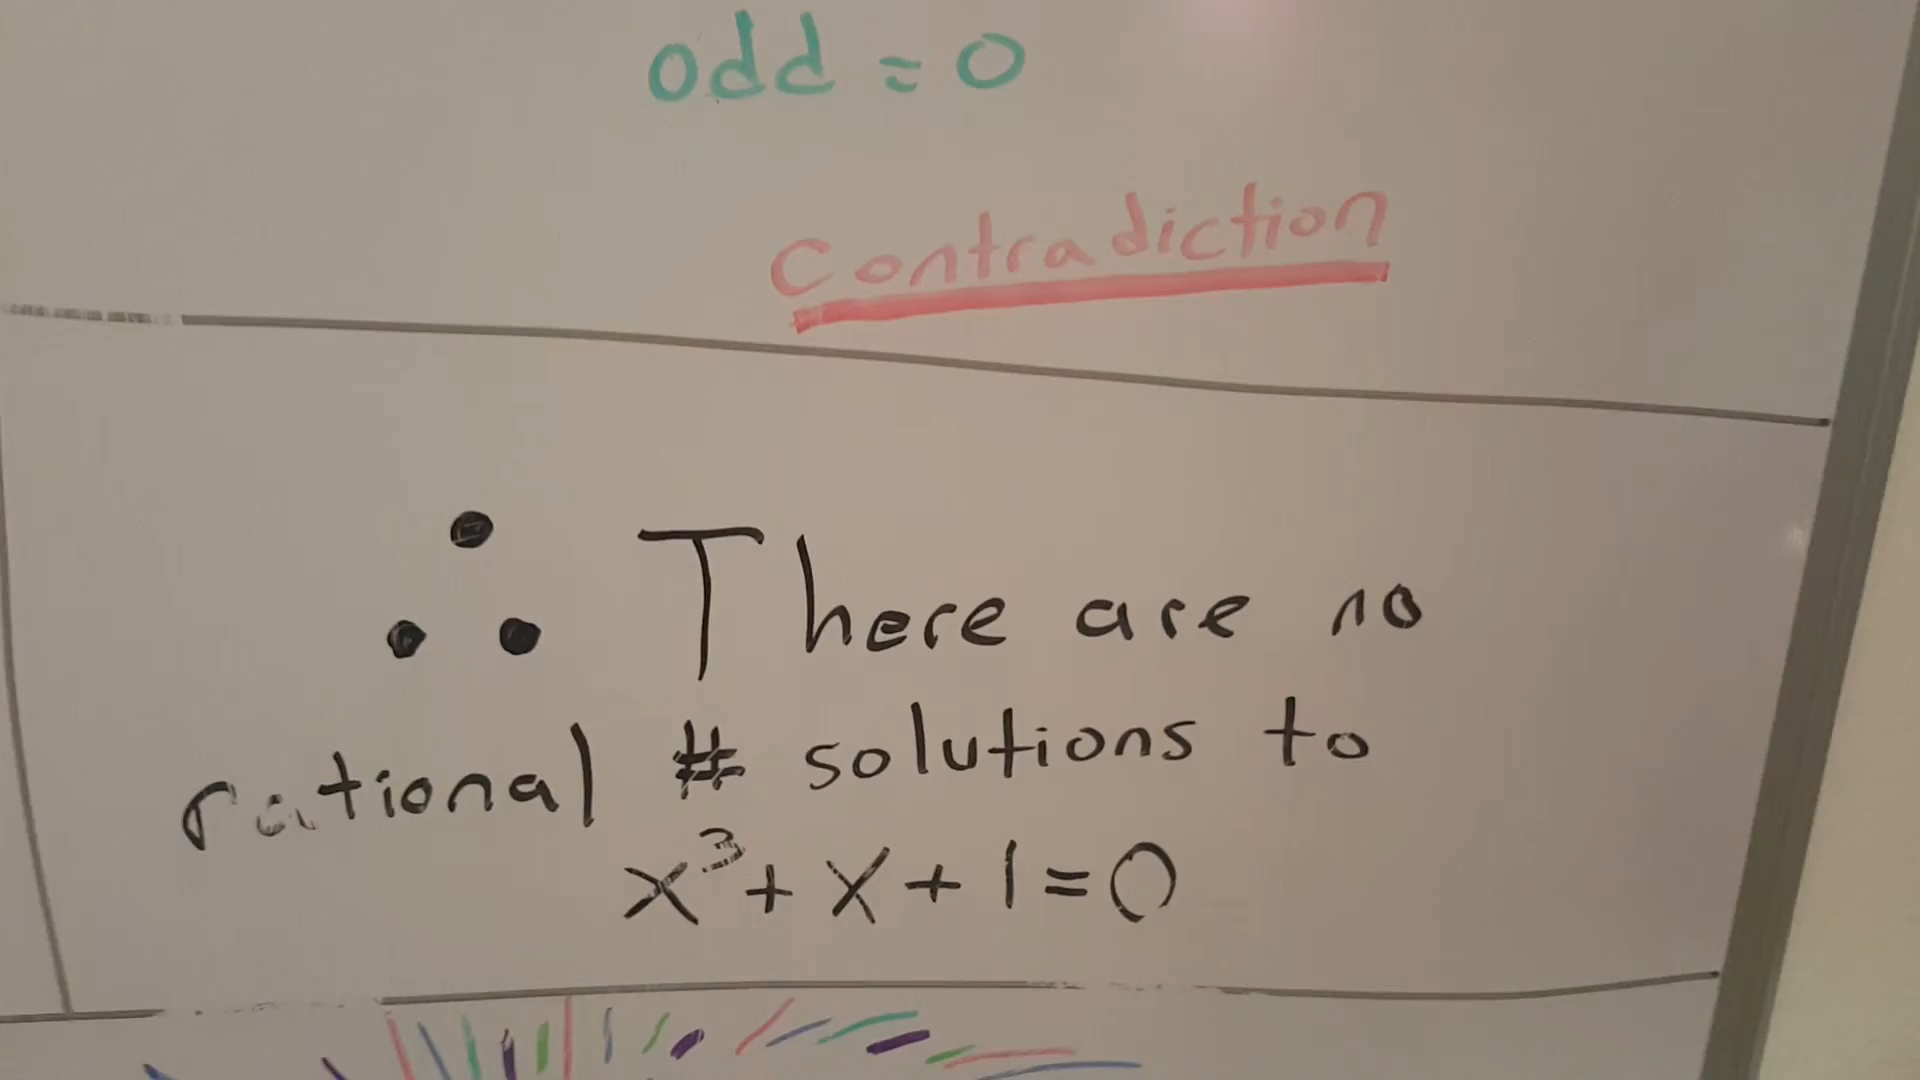 odd = 0
Contradiction
∴ There are no
rational # solutions to
x³ + x + 1 = 0